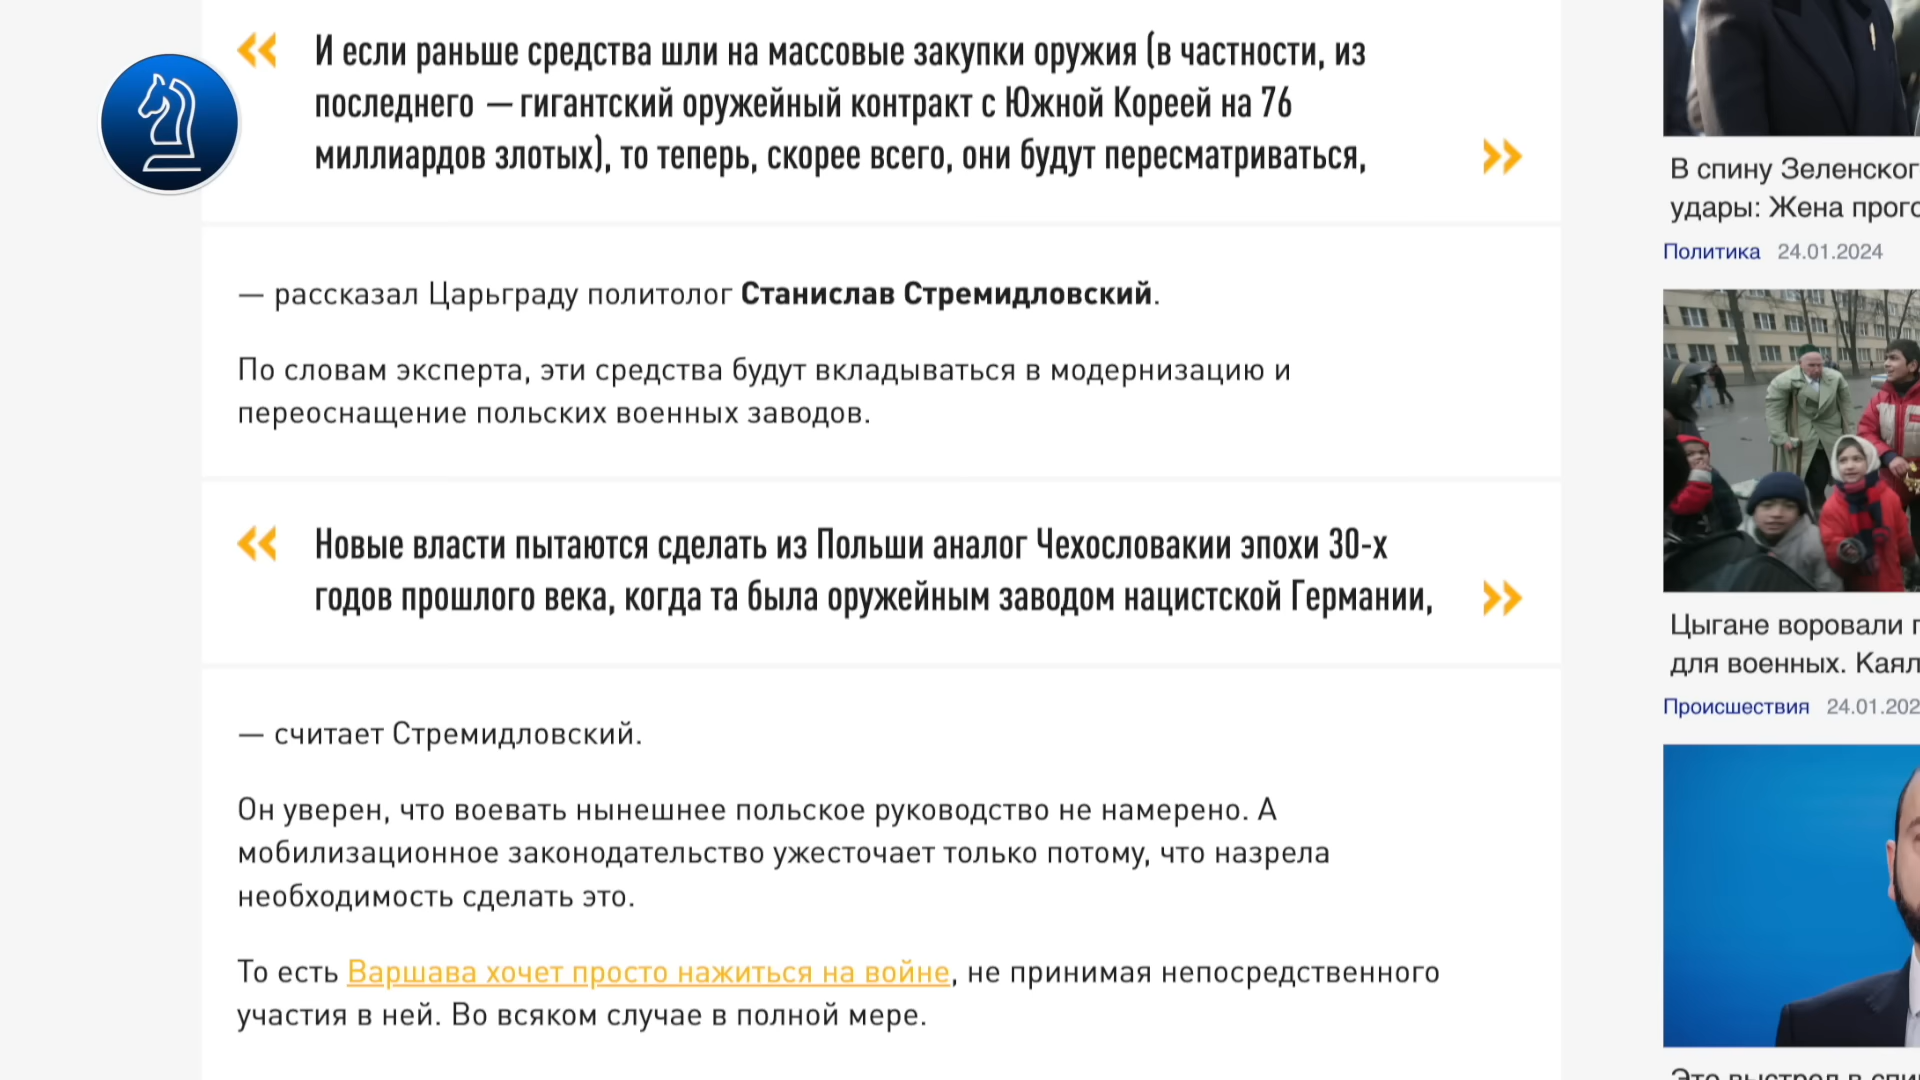 И если раньше средства шли на массовые закупки оружия (в частности, из
последнего — гигантский оружейный контракт с Южной Кореей на 76
миллиардов злотых), то теперь, скорее всего, они будут пересматриваться,
— рассказал Царьграду политолог Станислав Стремидловский.
По словам эксперта, эти средства будут вкладываться в модернизацию и
переоснащение польских военных заводов.
Новые власти пытаются сделать из Польши аналог Чехословакии эпохи 30-х
годов прошлого века, когда та была оружейным заводом нацистской Германии,
— считает Стремидловский.
Он уверен, что воевать нынешнее польское руководство не намерено. А
мобилизационное законодательство ужесточает только потому, что назрела
необходимость сделать это.
То есть Варшава хочет просто нажиться на войне, не принимая непосредственного
участия в ней. Во всяком случае в полной мере.
В спину Зеленског
удары: Жена прого
Политика 24.01.2024
Цыгане воровали
для военных. Каял
Происшествия 24.01.202
Это выстрел в спи